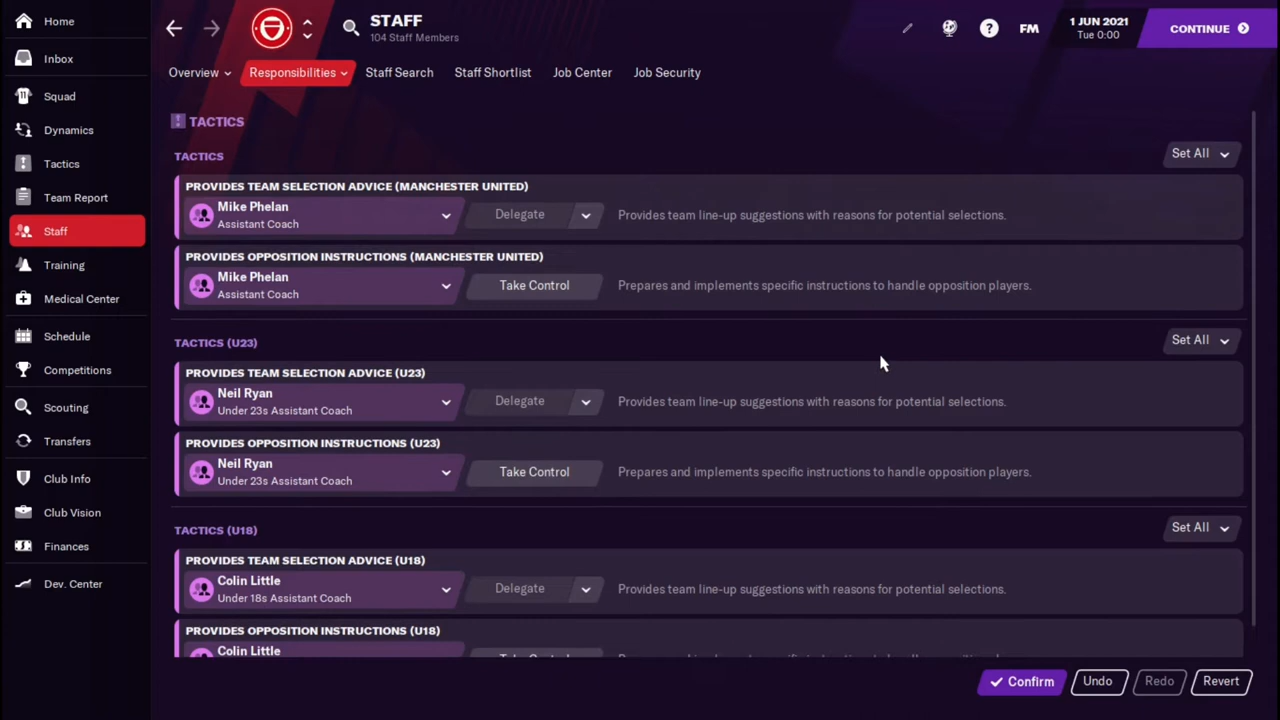 Home
Inbox
Squad
Dynamics
Tactics
Team Report
Staff
Training
Medical Center
Schedule
Competitions
Scouting
Transfers
Club Info
Club Vision
Finances
Dev. Center
STAFF
104 Staff Members
FM
1 JUN 2021
Tue 0:00
CONTINUE
Overview
Responsibilities
Staff Search
Staff Shortlist
Job Center
Job Security
TACTICS
TACTICS
Set All
PROVIDES TEAM SELECTION ADVICE (MANCHESTER UNITED)
Mike Phelan
Assistant Coach
Delegate
Provides team line-up suggestions with reasons for potential selections.
PROVIDES OPPOSITION INSTRUCTIONS (MANCHESTER UNITED)
Mike Phelan
Assistant Coach
Take Control
Prepares and implements specific instructions to handle opposition players.
TACTICS (U23)
Set All
PROVIDES TEAM SELECTION ADVICE (U23)
Neil Ryan
Under 23s Assistant Coach
Delegate
Provides team line-up suggestions with reasons for potential selections.
PROVIDES OPPOSITION INSTRUCTIONS (U23)
Neil Ryan
Under 23s Assistant Coach
Take Control
Prepares and implements specific instructions to handle opposition players.
TACTICS (U18)
Set All
PROVIDES TEAM SELECTION ADVICE (U18)
Colin Little
Under 18s Assistant Coach
Delegate
Provides team line-up suggestions with reasons for potential selections.
PROVIDES OPPOSITION INSTRUCTIONS (U18)
Colin Little
Confirm
Undo
Redo
Revert